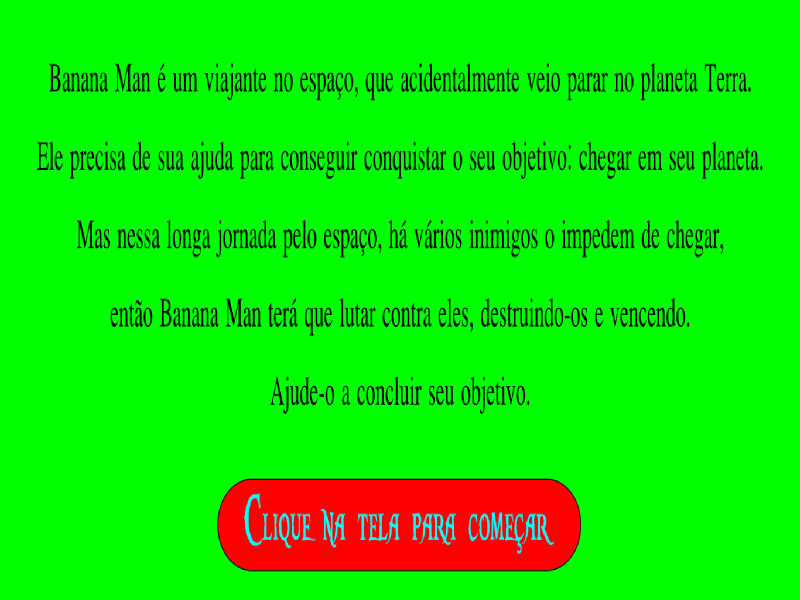 Banana Man é um viajante no espaço, que acidentalmente veio parar no planeta Terra.
Ele precisa de sua ajuda para conseguir conquistar o seu objetivo: chegar em seu planeta.
Mas nessa longa jornada pelo espaço, há vários inimigos o impedem de chegar,
então Banana Man terá que lutar contra eles, destruindo-os e vencendo.
Ajude-o a concluir seu objetivo.
Clique na tela para começar